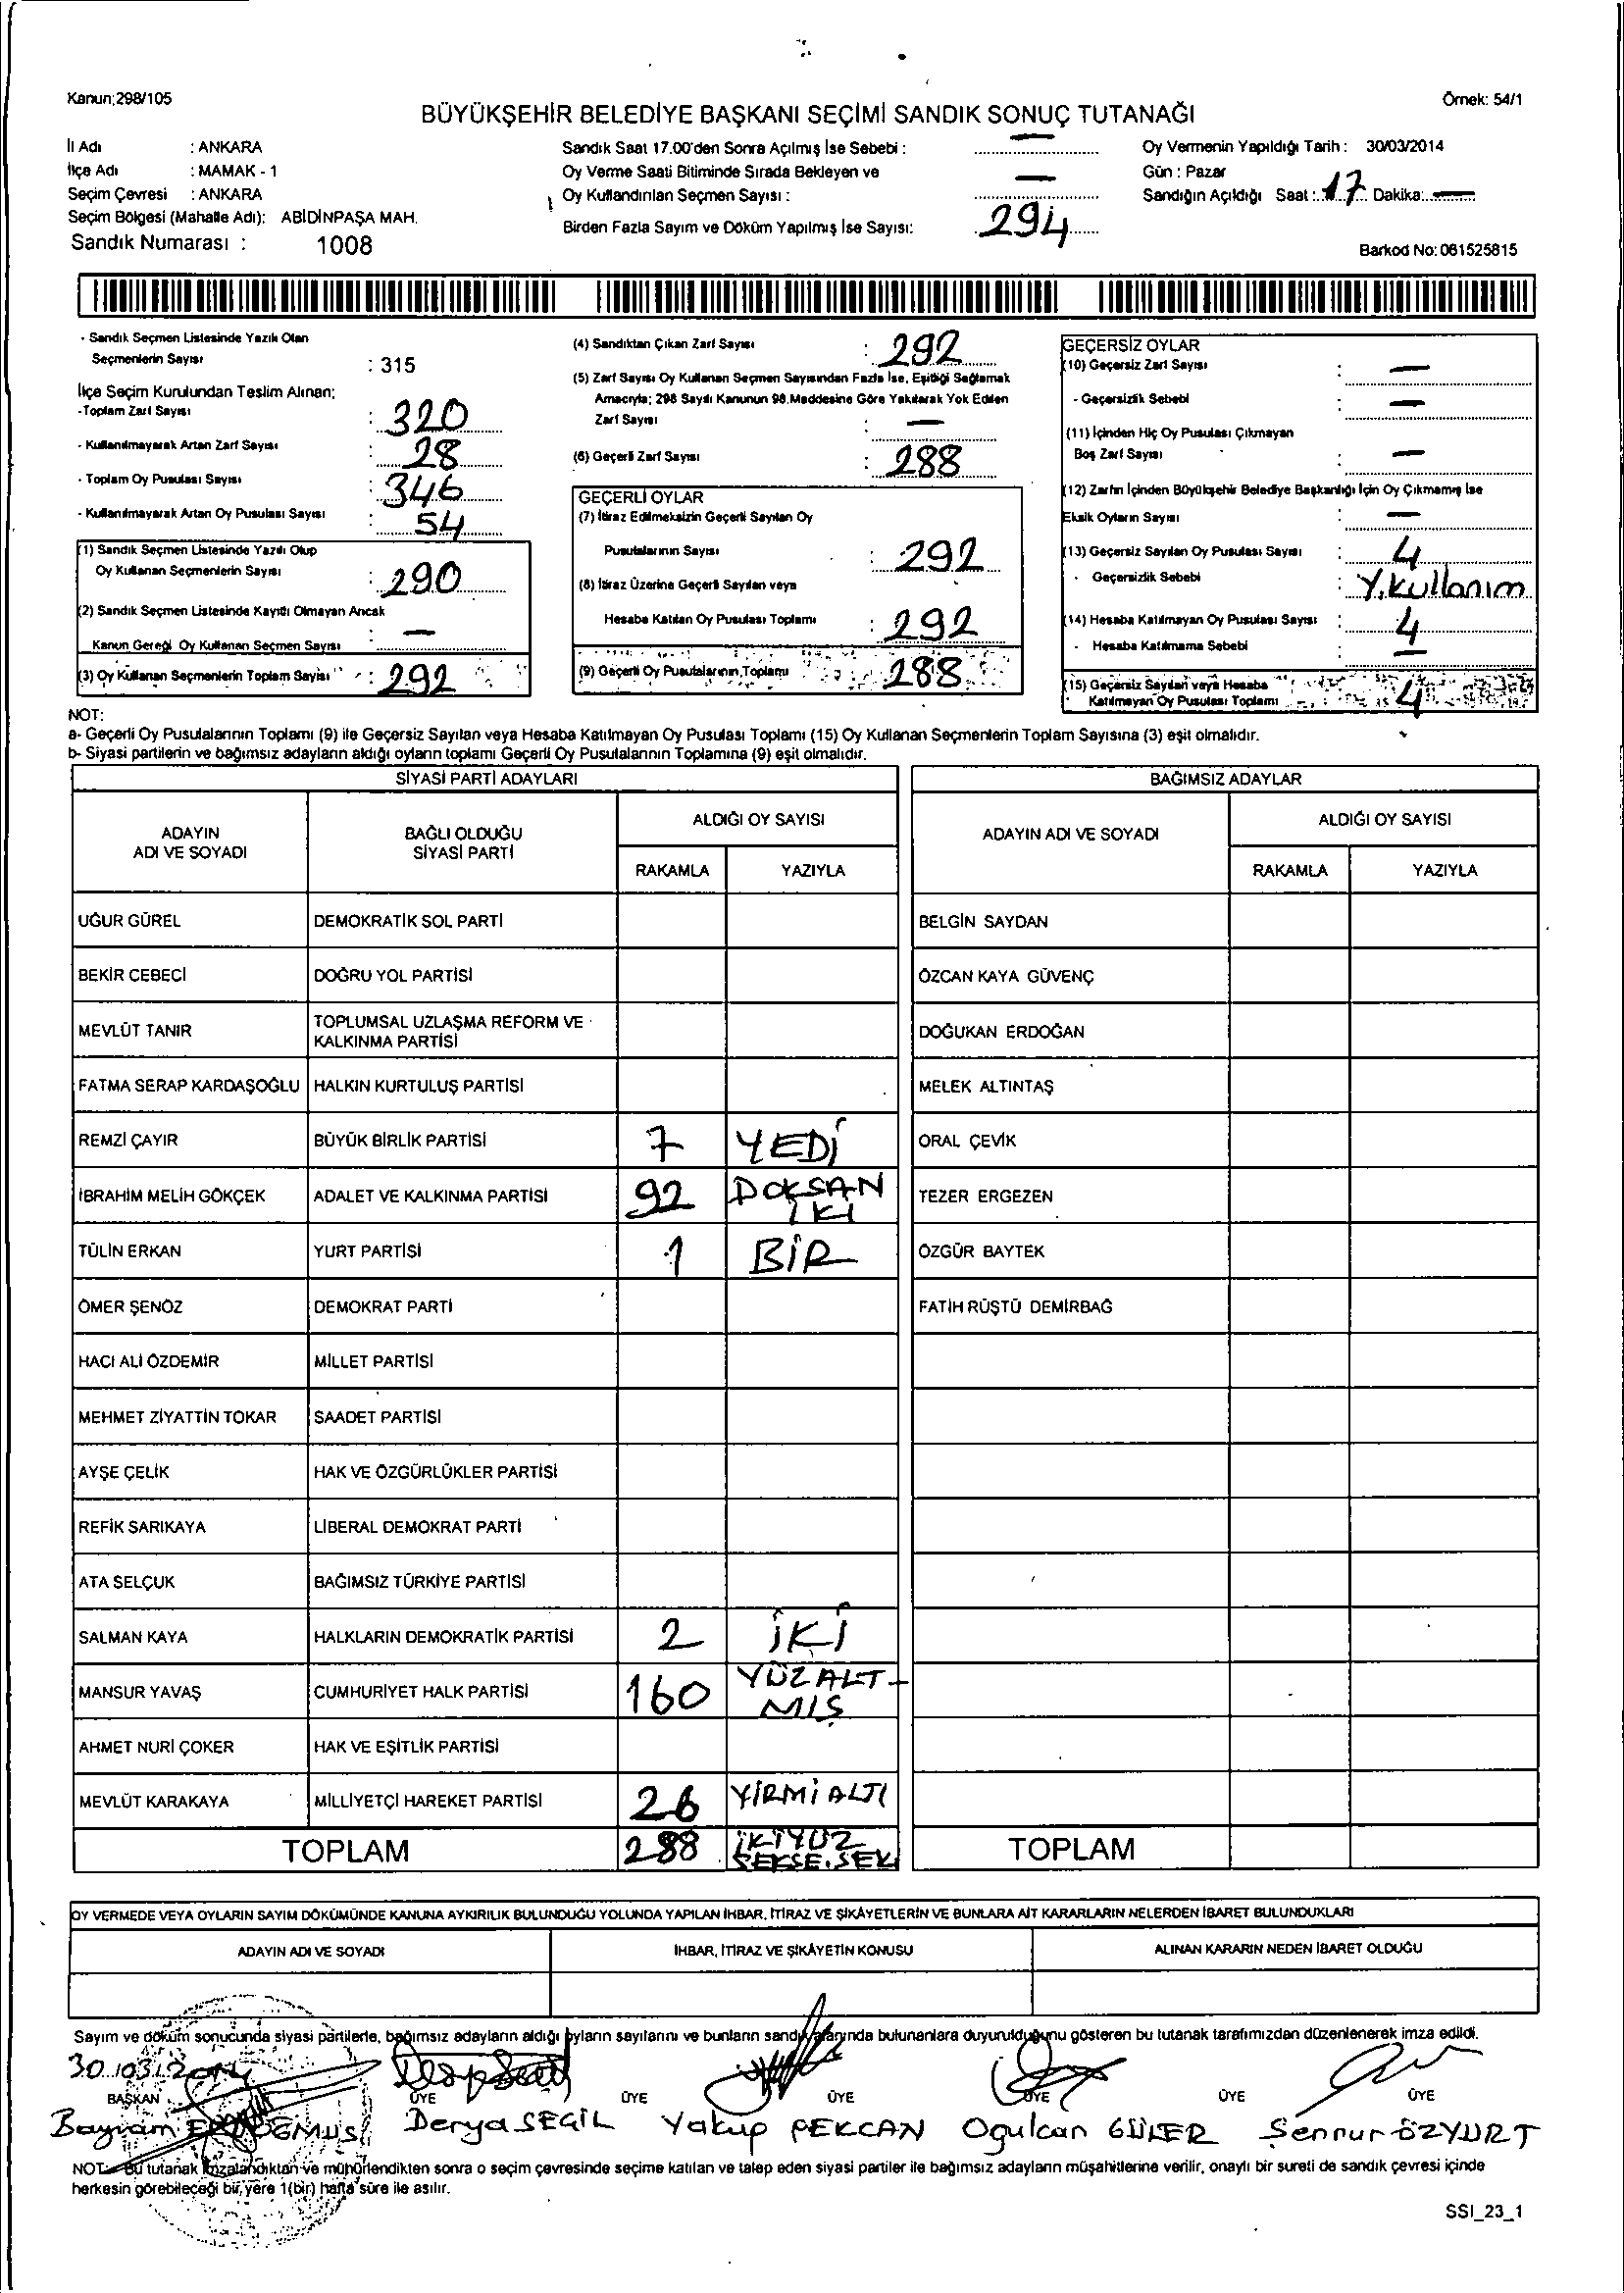 Kanun;298/105
Örnek: 54/1
BÜYÜKŞEHİR BELEDİYE BAŞKANI SEÇİMİ SANDIK SONUÇ TUTANAĞI
İl Adı : ANKARA
İlçe Adı : MAMAK - 1
Seçim Çevresi : ANKARA
Seçim Bölgesi (Mahalle Adı): ABİDİNPAŞA MAH.
Sandık Numarası : 1008
Sandık Saat 17.00'den Sonra Açılmış İse Sebebi : —
Oy Verme Saati Bitiminde Sırada Bekleyen ve
Oy Kullandırılan Seçmen Sayısı : —
Birden Fazla Sayım ve Döküm Yapılmış İse Sayısı: 294
Oy Vermenin Yapıldığı Tarih : 30/03/2014
Gün : Pazar
Sandığın Açıldığı Saat : 17 Dakika: —
Barkod No: 061525815
- Sandık Seçmen Listesinde Yazılı Olan
Seçmenlerin Sayısı : 315
İlçe Seçim Kurulundan Teslim Alınan;
-Toplam Zarf Sayısı : 320
- Kullanılmayarak Artan Zarf Sayısı : 28
- Toplam Oy Pusulası Sayısı : 346
- Kullanılmayarak Artan Oy Pusulası Sayısı : 54
(1) Sandık Seçmen Listesinde Yazılı Olup
Oy Kullanan Seçmenlerin Sayısı : 290
(2) Sandık Seçmen Listesinde Kayıtlı Olmayan Ancak
Kanun Gereği Oy Kullanan Seçmen Sayısı : —
(3) Oy Kullanan Seçmenlerin Toplam Sayısı : 292
(4) Sandıktan Çıkan Zarf Sayısı : 292
(5) Zarf Sayısı Oy Kullanan Seçmen Sayısından Fazla İse, Eşitliği Sağlamak
Amacıyla; 298 Sayılı Kanunun 98.Maddesine Göre Yakılarak Yok Edilen
Zarf Sayısı : —
(6) Geçerli Zarf Sayısı : 288
GEÇERLİ OYLAR
(7) İtiraz Edilmeksizin Geçerli Sayılan Oy
Pusulalarının Sayısı : 292
(8) İtiraz Üzerine Geçerli Sayılan veya
Hesaba Katılan Oy Pusulası Toplamı : 292
(9) Geçerli Oy Pusulalarının Toplamı : 288
GEÇERSİZ OYLAR
(10) Geçersiz Zarf Sayısı : —
- Geçersizlik Sebebi : —
(11) İçinden Hiç Oy Pusulası Çıkmayan
Boş Zarf Sayısı : —
(12) Zarfın İçinden Büyükşehir Belediye Başkanlığı İçin Oy Çıkmamış İse
Eksik Oyların Sayısı : —
(13) Geçersiz Sayılan Oy Pusulası Sayısı : 4
- Geçersizlik Sebebi : Y.Kullanım
(14) Hesaba Katılmayan Oy Pusulası Sayısı : 4
- Hesaba Katılmama Sebebi : —
(15) Geçersiz Sayılan veya Hesaba
Katılmayan Oy Pusulası Toplamı : 4
NOT:
a- Geçerli Oy Pusulalarının Toplamı (9) ile Geçersiz Sayılan veya Hesaba Katılmayan Oy Pusulası Toplamı (15) Oy Kullanan Seçmenlerin Toplam Sayısına (3) eşit olmalıdır.
b- Siyasi partilerin ve bağımsız adayların aldığı oyların toplamı Geçerli Oy Pusulalarının Toplamına (9) eşit olmalıdır.
SİYASİ PARTİ ADAYLARI
BAĞIMSIZ ADAYLAR
ADAYIN ADI VE SOYADI
BAĞLI OLDUĞU SİYASİ PARTİ
ALDIĞI OY SAYISI
RAKAMLA YAZIYLA
ADAYIN ADI VE SOYADI
ALDIĞI OY SAYISI
RAKAMLA YAZIYLA
UĞUR GÜREL DEMOKRATİK SOL PARTİ BELGİN SAYDAN
BEKİR CEBECİ DOĞRU YOL PARTİSİ ÖZCAN KAYA GÜVENÇ
MEVLÜT TANIR TOPLUMSAL UZLAŞMA REFORM VE KALKINMA PARTİSİ DOĞUKAN ERDOĞAN
FATMA SERAP KARDAŞOĞLU HALKIN KURTULUŞ PARTİSİ MELEK ALTINTAŞ
REMZİ ÇAYIR BÜYÜK BİRLİK PARTİSİ 7 YEDİ ORAL ÇEVİK
İBRAHİM MELİH GÖKÇEK ADALET VE KALKINMA PARTİSİ 92 DOKSAN İKİ TEZER ERGEZEN
TÜLİN ERKAN YURT PARTİSİ 1 BİR ÖZGÜR BAYTEK
ÖMER ŞENÖZ DEMOKRAT PARTİ FATİH RÜŞTÜ DEMİRBAĞ
HACI ALİ ÖZDEMİR MİLLET PARTİSİ
MEHMET ZİYATTİN TOKAR SAADET PARTİSİ
AYŞE ÇELİK HAK VE ÖZGÜRLÜKLER PARTİSİ
REFİK SARIKAYA LİBERAL DEMOKRAT PARTİ
ATA SELÇUK BAĞIMSIZ TÜRKİYE PARTİSİ
SALMAN KAYA HALKLARIN DEMOKRATİK PARTİSİ 2 İKİ
MANSUR YAVAŞ CUMHURİYET HALK PARTİSİ 160 YÜZALT-MIŞ
AHMET NURİ ÇOKER HAK VE EŞİTLİK PARTİSİ
MEVLÜT KARAKAYA MİLLİYETÇİ HAREKET PARTİSİ 26 YİRMİ ALTI
TOPLAM 288 İKİYÜZ SEKSE.SEK TOPLAM
OY VERMEDE VEYA OYLARIN SAYIM DÖKÜMÜNDE KANUNA AYKIRILIK BULUNDUĞU YOLUNDA YAPILAN İHBAR, İTİRAZ VE ŞİKÂYETLERİN VE BUNLARA AİT KARARLARIN NELERDEN İBARET BULUNDUKLARI
ADAYIN ADI VE SOYADI İHBAR, İTİRAZ VE ŞİKÂYETİN KONUSU ALINAN KARARIN NEDEN İBARET OLDUĞU
Sayım ve döküm sonucunda siyasi partilerle, bağımsız adayların aldığı oyların sayılarını ve bunların sandık etrafında bulunanlara duyurulduğunu gösteren bu tutanak tarafımızdan düzenlenerek imza edildi.
30.03.2014
BAŞKAN ÜYE ÜYE ÜYE ÜYE ÜYE ÜYE
Bayram Derya SEGİL Yakup PEKCAN Oğulcan GÜLER Şennur ÖZYURT
NOT: Bu tutanak imzalandıktan ve mühürlendikten sonra o seçim çevresinde seçime katılan ve talep eden siyasi partiler ile bağımsız adayların müşahitlerine verilir, onaylı bir sureti de sandık çevresi içinde
herkesin görebileceği bir yere 1(bir) hafta süre ile asılır.
SSI_23_1